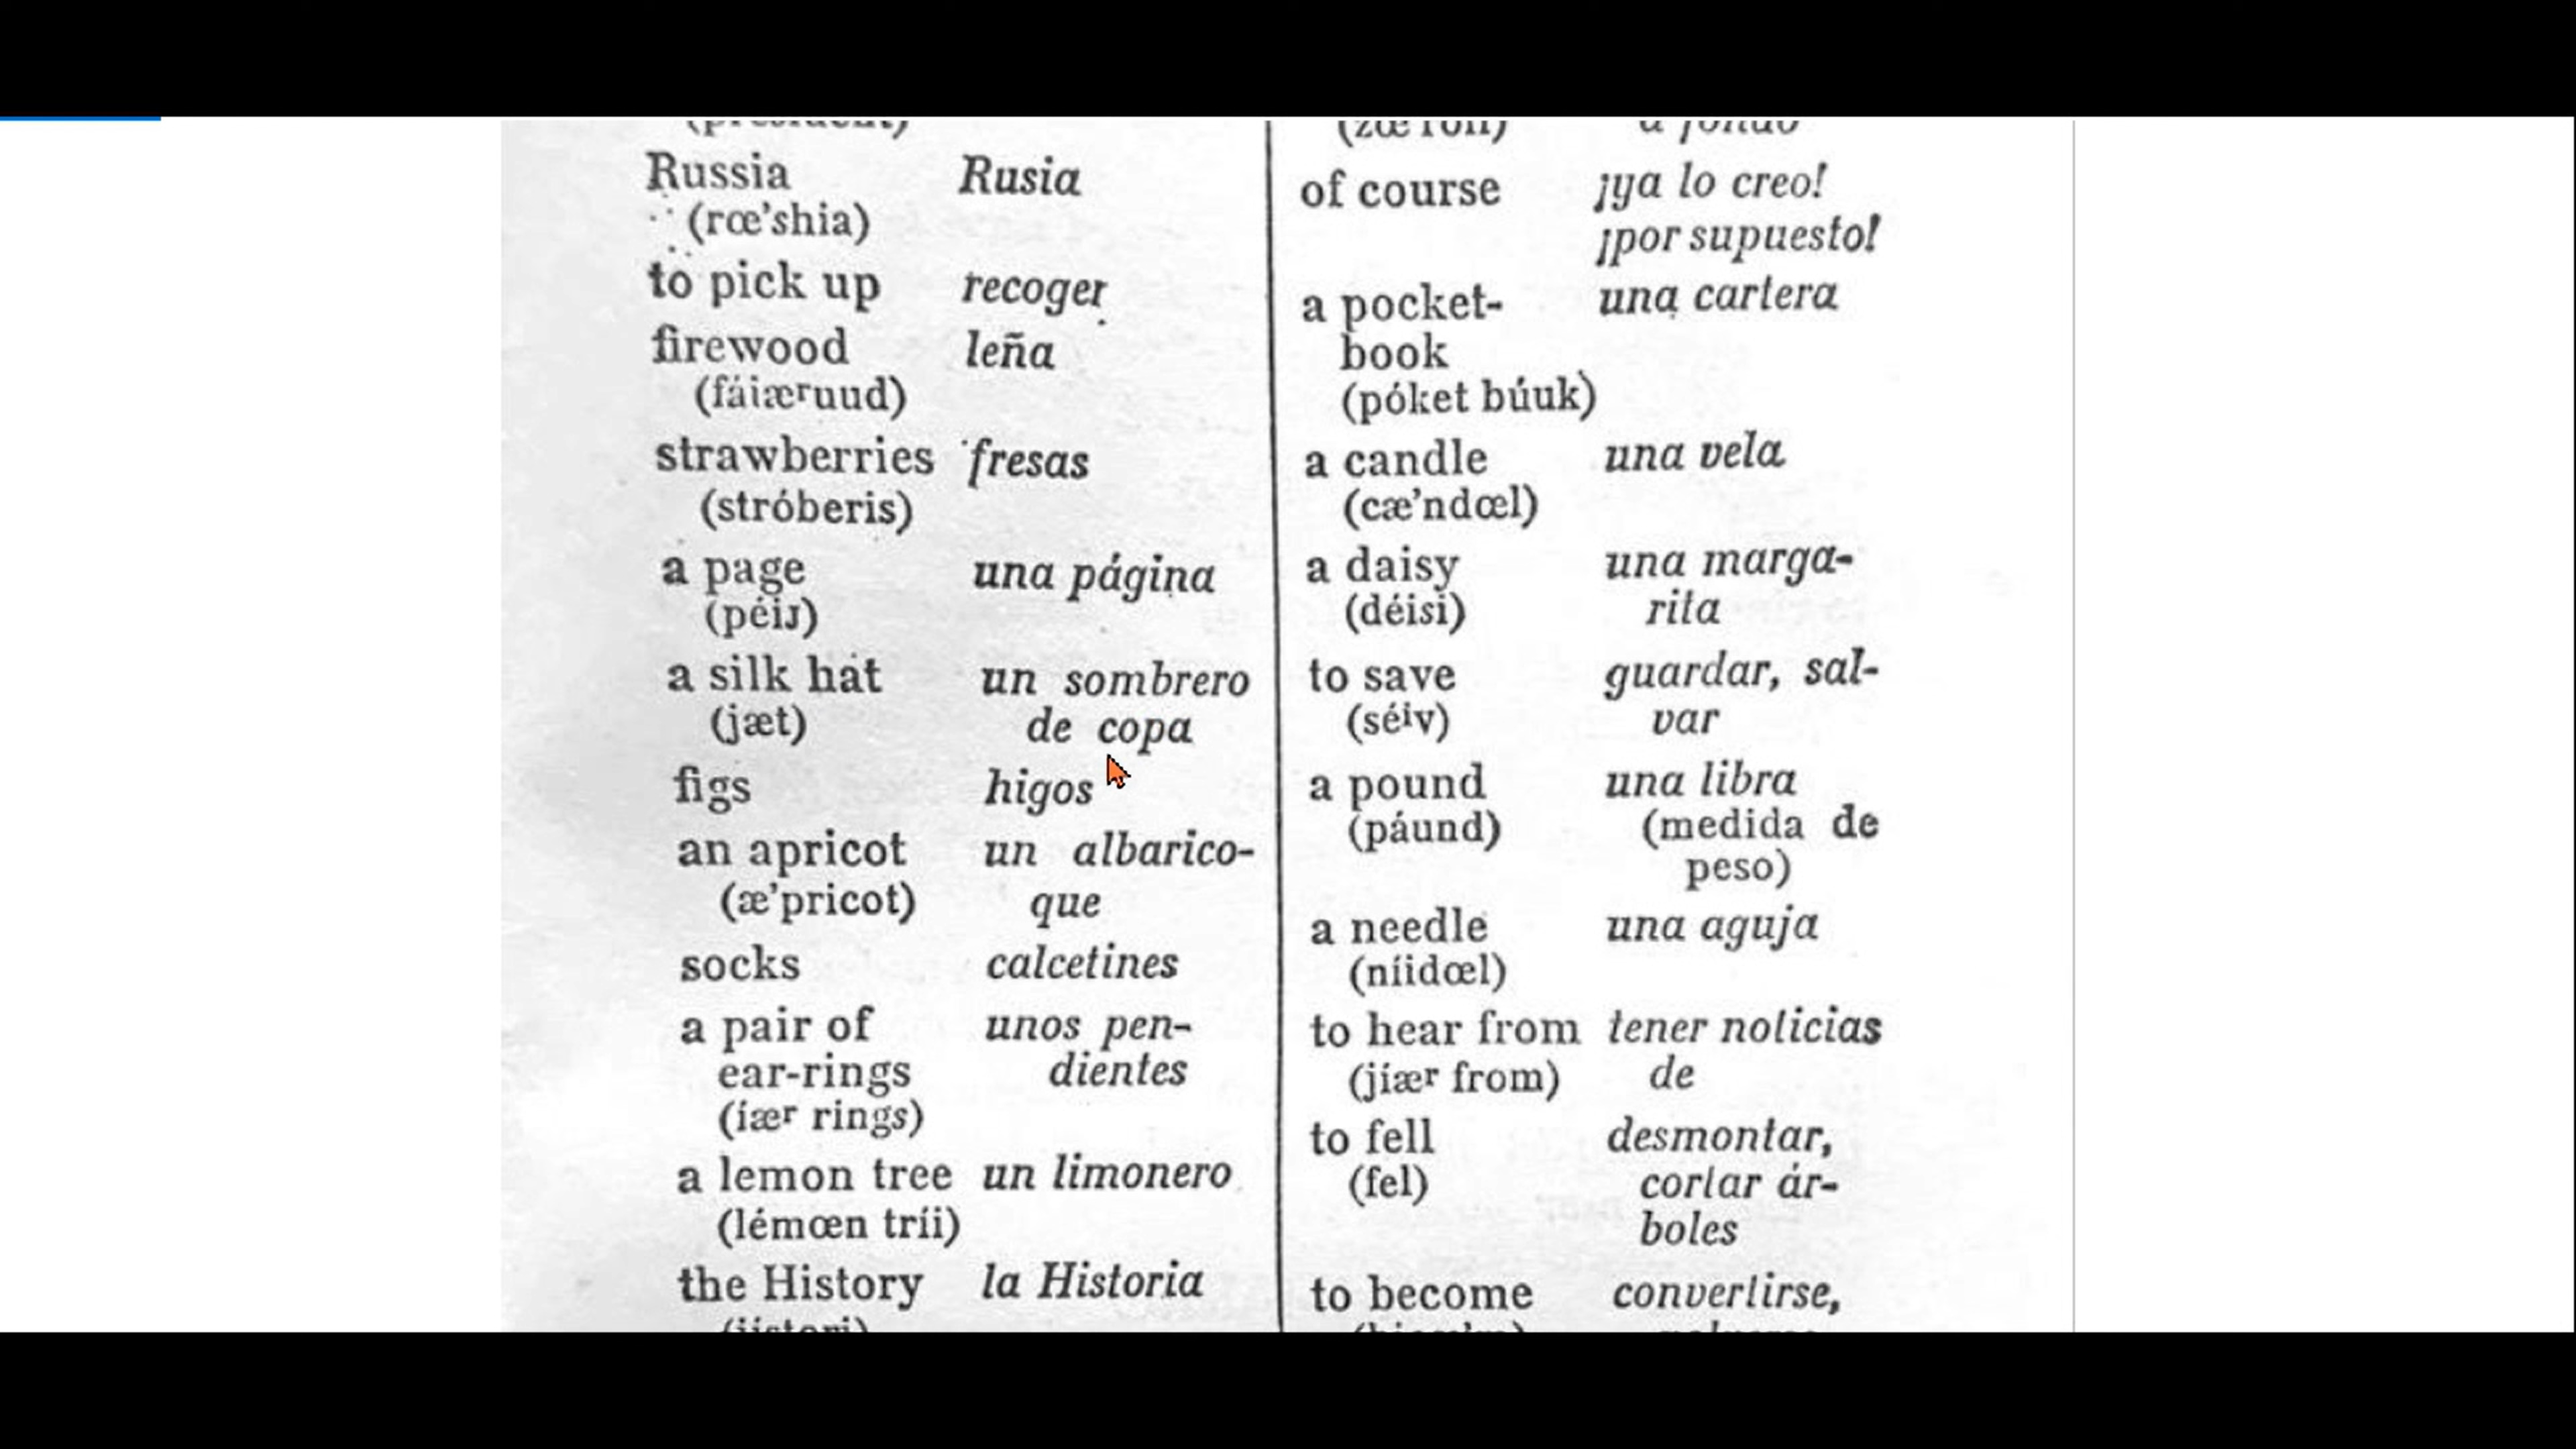 Russia Rusia
(rœ'shia)
to pick up recoger
firewood leña
(fáiæʳuud)
strawberries fresas
(stróberis)
a page una página
(péiɪ)
a silk hat un sombrero
(jæt) de copa
figs higos
an apricot un albarico-
(æ'pricot) que
socks calcetines
a pair of unos pen-
ear-rings dientes
(íæʳ rings)
a lemon tree un limonero
(lémœn tríi)
the History la Historia
of course ¡ya lo creo!
¡por supuesto!
a pocket- una cartera
book
(póket búuk)
a candle una vela
(cæ'ndœl)
a daisy una marga-
(déisi) rita
to save guardar, sal-
(séiv) var
a pound una libra
(páund) (medida de
peso)
a needle una aguja
(níidœl)
to hear from tener noticias
(jíæʳ from) de
to fell desmontar,
(fel) cortar ár-
boles
to become convertirse,